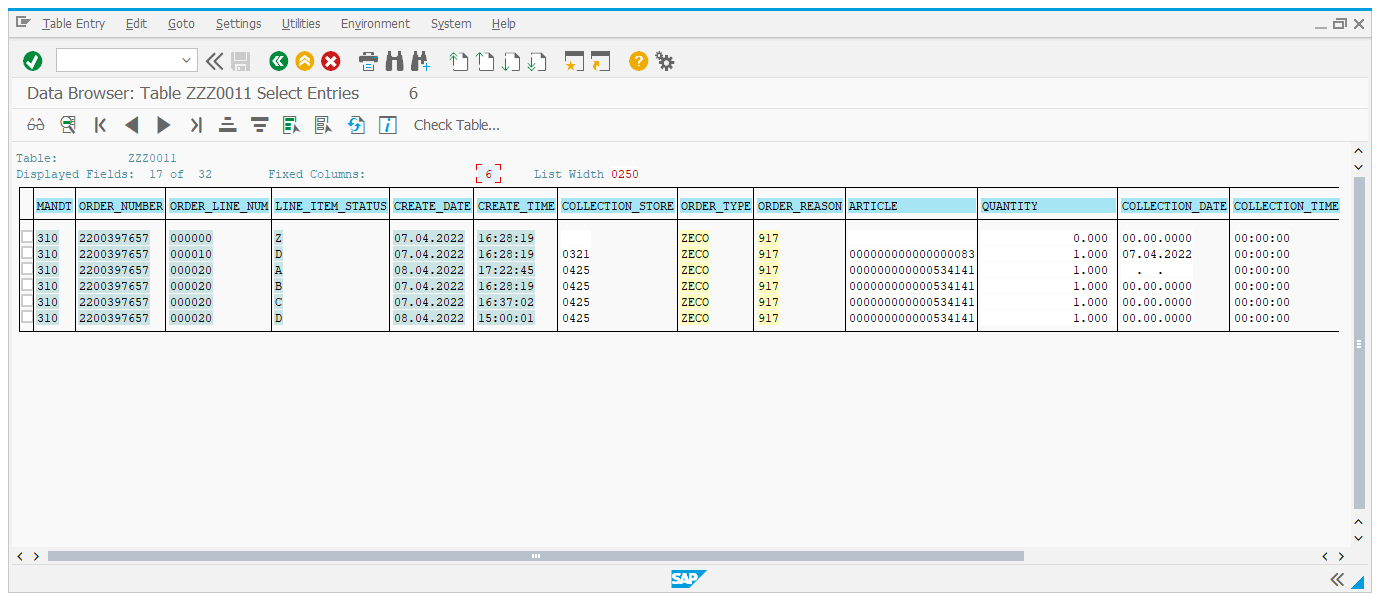 Table Entry Edit Goto Settings Utilities Environment System Help
Data Browser: Table ZZZ0011 Select Entries 6
Check Table...
Table: ZZZ0011
Displayed Fields: 17 of 32 Fixed Columns: 6 List Width 0250
MANDT ORDER_NUMBER ORDER_LINE_NUM LINE_ITEM_STATUS CREATE_DATE CREATE_TIME COLLECTION_STORE ORDER_TYPE ORDER_REASON ARTICLE QUANTITY COLLECTION_DATE COLLECTION_TIME
310 2200397657 000000 Z 07.04.2022 16:28:19 ZECO 917 0.000 00.00.0000 00:00:00
310 2200397657 000010 D 07.04.2022 16:28:19 0321 ZECO 917 000000000000000083 1.000 07.04.2022 00:00:00
310 2200397657 000020 A 08.04.2022 17:22:45 0425 ZECO 917 000000000000534141 1.000 . . 00:00:00
310 2200397657 000020 B 07.04.2022 16:28:19 0425 ZECO 917 000000000000534141 1.000 00.00.0000 00:00:00
310 2200397657 000020 C 07.04.2022 16:37:02 0425 ZECO 917 000000000000534141 1.000 00.00.0000 00:00:00
310 2200397657 000020 D 08.04.2022 15:00:01 0425 ZECO 917 000000000000534141 1.000 00.00.0000 00:00:00
SAP